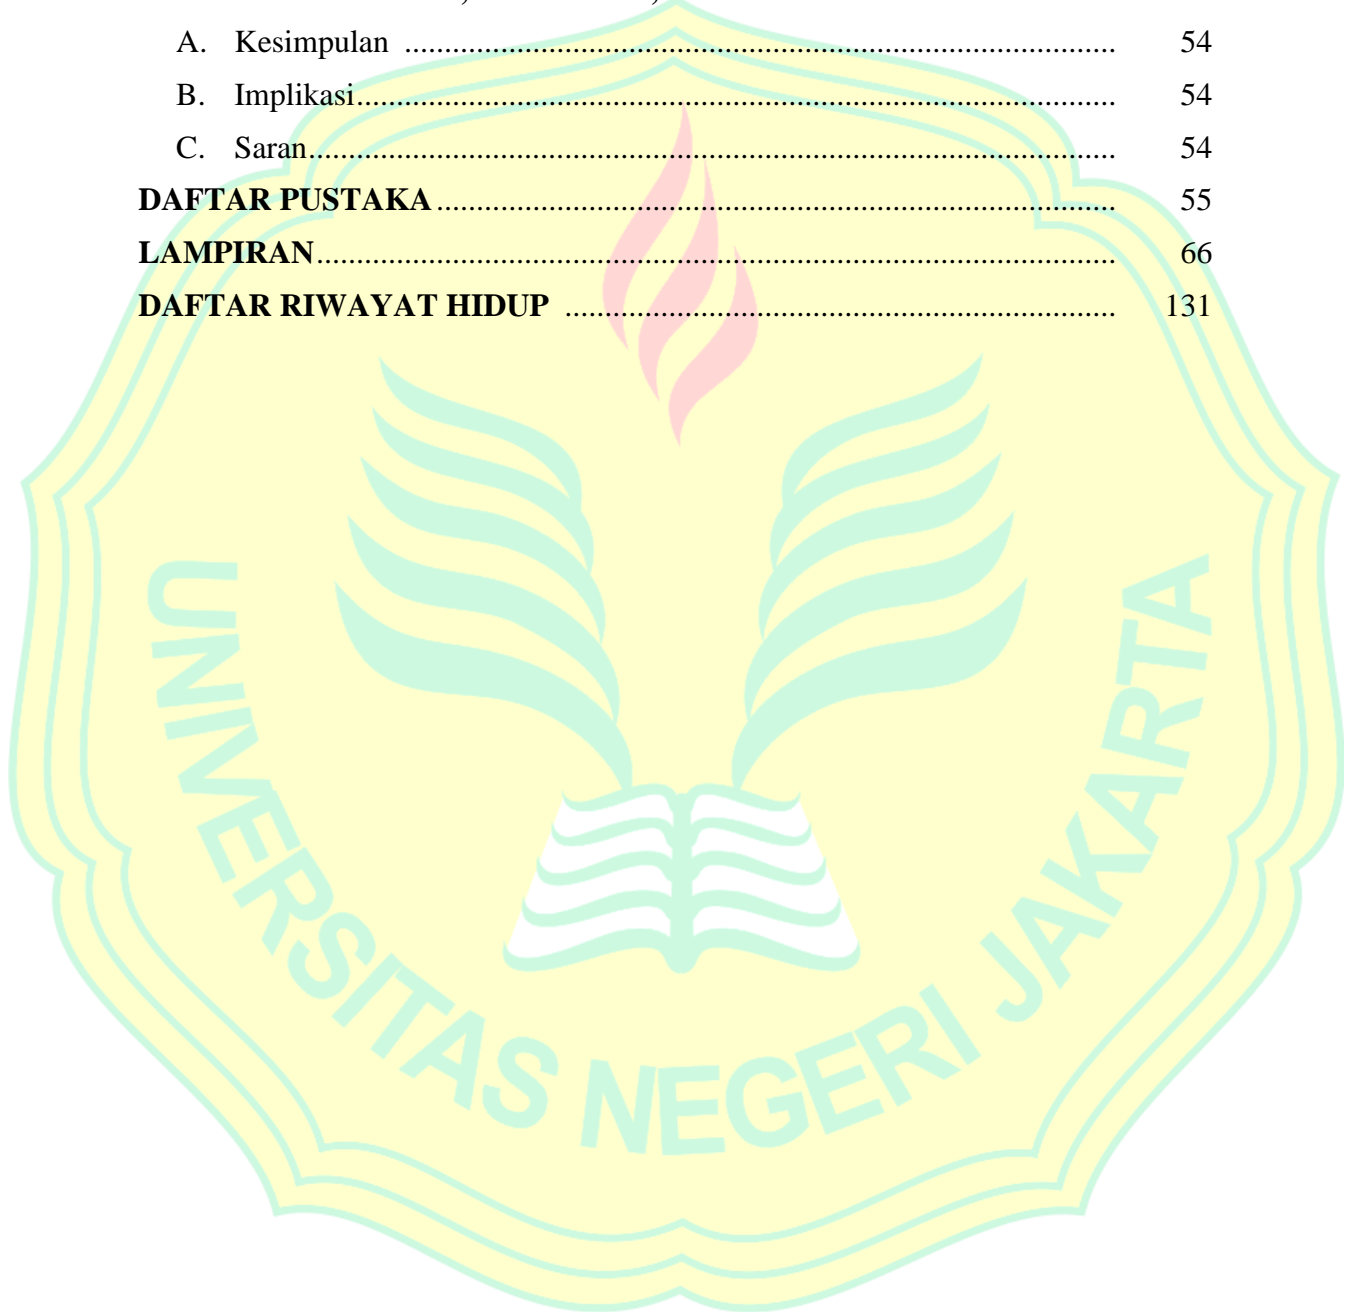 A. Kesimpulan ........................................................................................ 54
B. Implikasi.............................................................................................. 54
C. Saran.................................................................................................... 54
DAFTAR PUSTAKA .................................................................................... 55
LAMPIRAN................................................................................................... 66
DAFTAR RIWAYAT HIDUP .................................................................... 131
UNIVERSITAS NEGERI JAKARTA